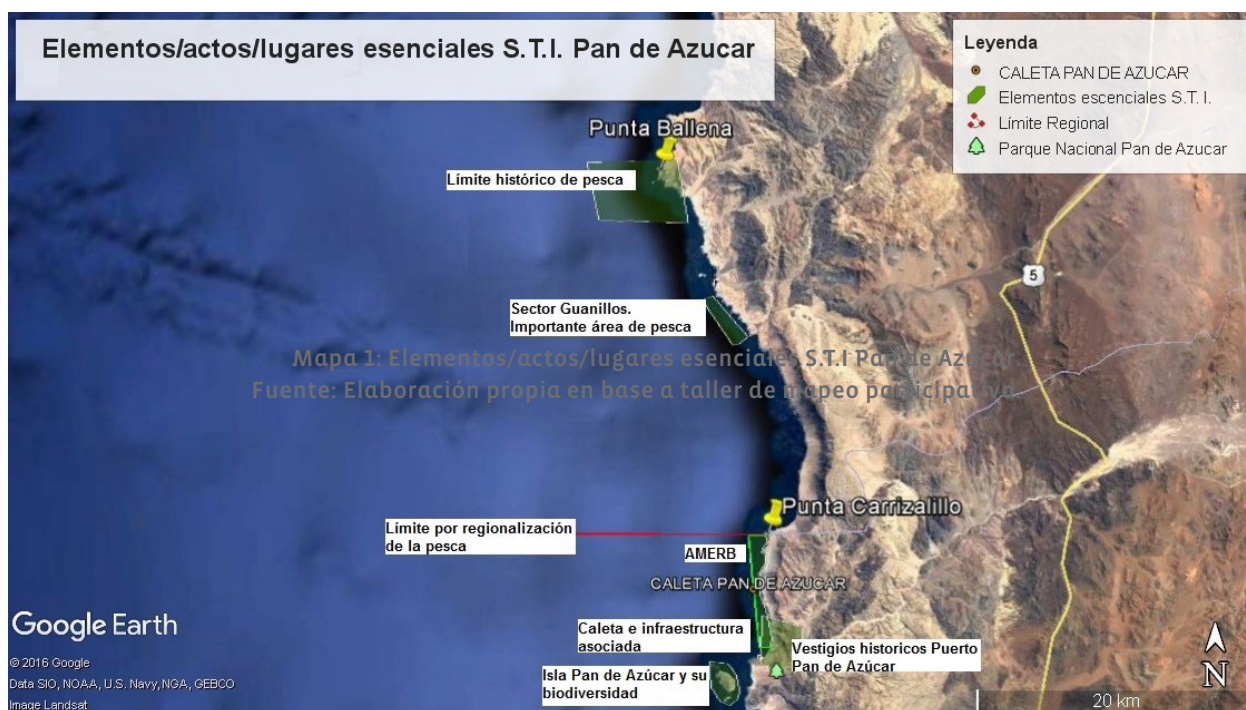 Elementos/actos/lugares esenciales S.T.I. Pan de Azucar
Leyenda
CALETA PAN DE AZUCAR
Elementos escenciales S.T.I.
Límite Regional
Parque Nacional Pan de Azucar
Punta Ballena
Límite histórico de pesca
5
Sector Guanillos.
Importante área de pesca
Mapa 1: Elementos/actos/lugares esenciales S.T.I Pan de Azúcar
Fuente: Elaboración propia en base a taller de mapeo participativo
Punta Carrizalillo
Límite por regionalización
de la pesca
AMERB
CALETA PAN DE AZUCAR
Caleta e infraestructura
asociada
Vestigios historicos Puerto
Pan de Azúcar
Isla Pan de Azúcar y su
biodiversidad
Google Earth
© 2016 Google
Data SIO, NOAA, U.S. Navy, NGA, GEBCO
Image Landsat
N
20 km